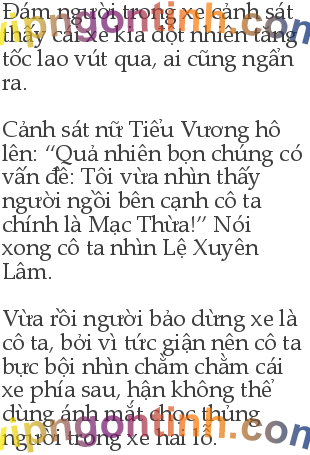 Đám người trong xe cảnh sát
thấy cái xe kia đột nhiên tăng
tốc lao vút qua, ai cũng ngẩn
ra.
Cảnh sát nữ Tiểu Vương hô
lên: “Quả nhiên bọn chúng có
vấn đề: Tôi vừa nhìn thấy
người ngồi bên cạnh cô ta
chính là Mạc Thừa!” Nói
xong cô ta nhìn Lệ Xuyên
Lâm.
Vừa rồi người bảo dừng xe là
cô ta, bởi vì tức giận nên cô ta
bực bội nhìn chằm chằm cái
xe phía sau, hận không thể
dùng ánh mắt chọc thủng
người trong xe hai lỗ.
vipngontinh.com
vipngontinh.com